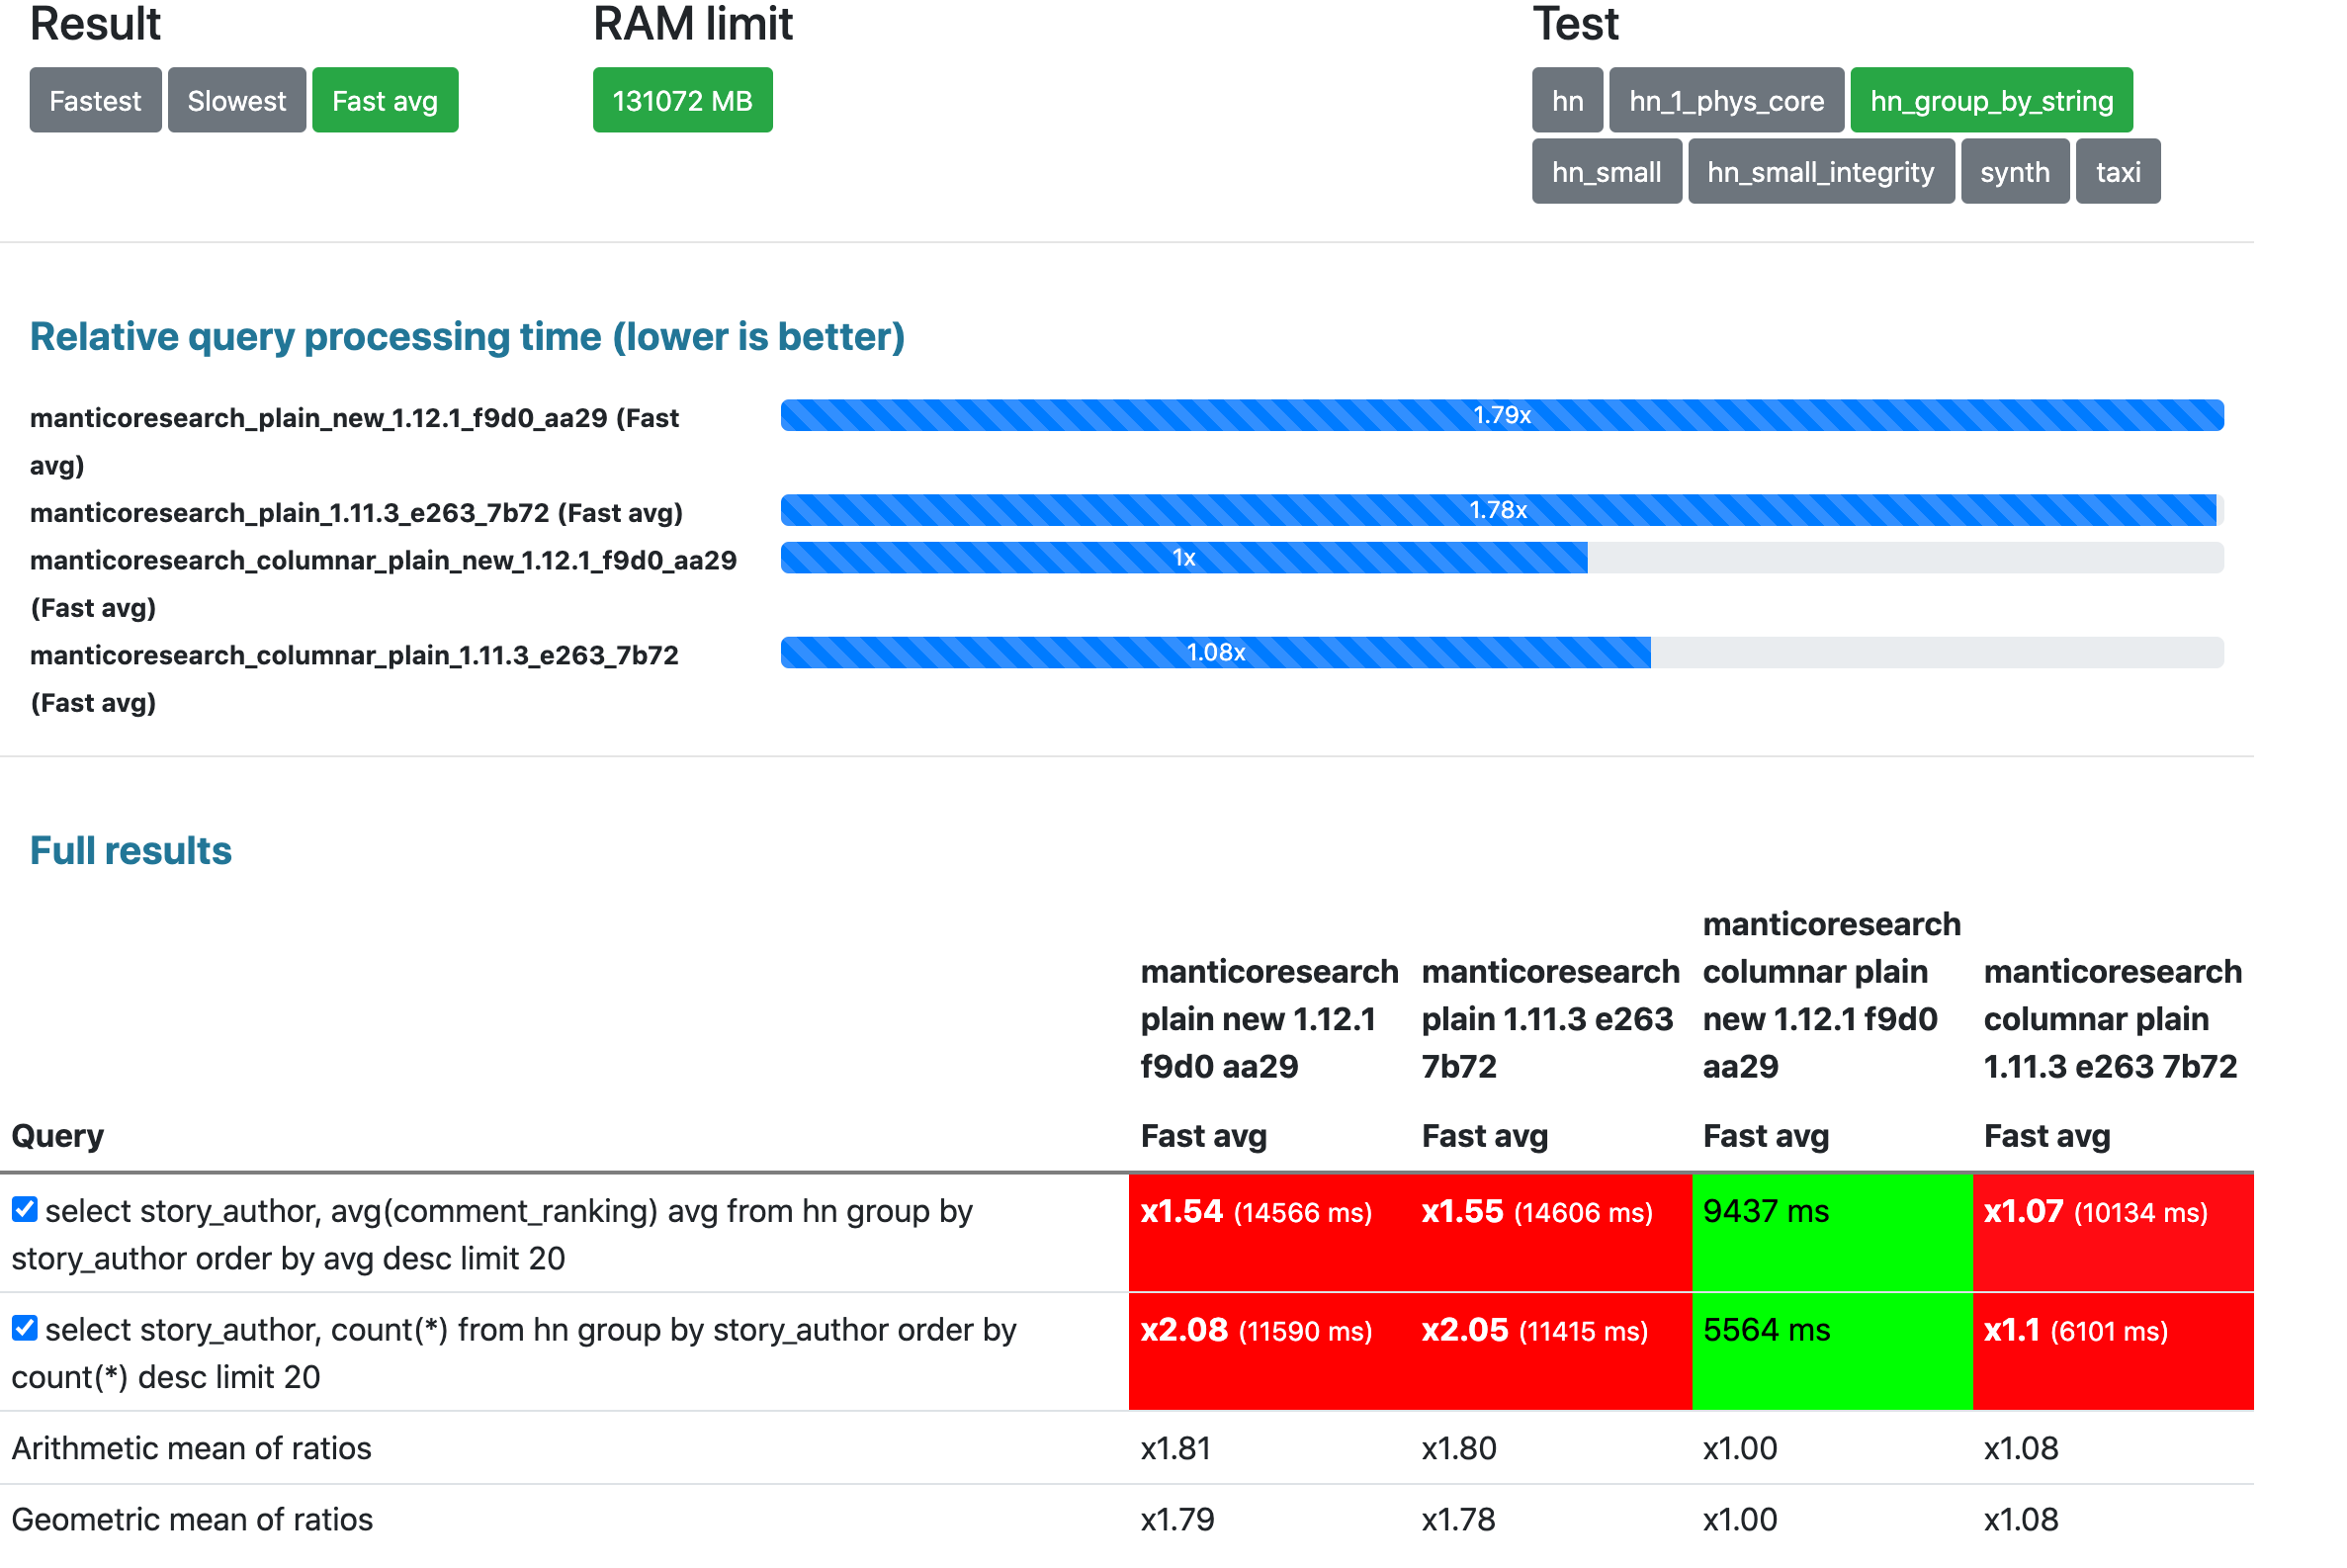 Result
RAM limit
Test
Fastest
Slowest
Fast avg
131072 MB
hn
hn_1_phys_core
hn_group_by_string
hn_small
hn_small_integrity
synth
taxi
Relative query processing time (lower is better)
manticoresearch_plain_new_1.12.1_f9d0_aa29 (Fast
avg)
1.79x
manticoresearch_plain_1.11.3_e263_7b72 (Fast avg)
1.78x
manticoresearch_columnar_plain_new_1.12.1_f9d0_aa29
(Fast avg)
1x
manticoresearch_columnar_plain_1.11.3_e263_7b72
(Fast avg)
1.08x
Full results
Query
manticoresearch
plain new 1.12.1
f9d0 aa29
Fast avg
manticoresearch
plain 1.11.3 e263
7b72
Fast avg
manticoresearch
columnar plain
new 1.12.1 f9d0
aa29
Fast avg
manticoresearch
columnar plain
1.11.3 e263 7b72
Fast avg
select story_author, avg(comment_ranking) avg from hn group by
story_author order by avg desc limit 20
x1.54 (14566 ms)
x1.55 (14606 ms)
9437 ms
x1.07 (10134 ms)
select story_author, count(*) from hn group by story_author order by
count(*) desc limit 20
x2.08 (11590 ms)
x2.05 (11415 ms)
5564 ms
x1.1 (6101 ms)
Arithmetic mean of ratios
x1.81
x1.80
x1.00
x1.08
Geometric mean of ratios
x1.79
x1.78
x1.00
x1.08